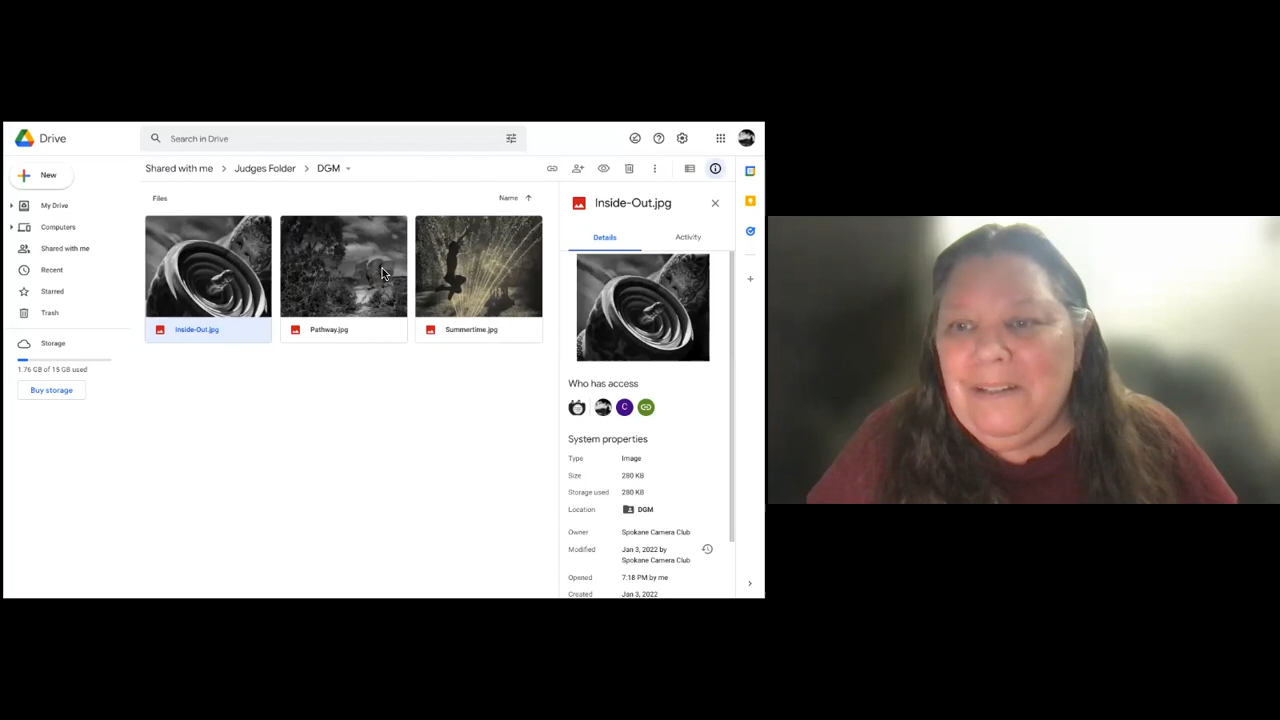 Drive
Search in Drive
New
Shared with me > Judges Folder > DGM
My Drive
Computers
Shared with me
Recent
Starred
Trash
Storage
1.76 GB of 15 GB used
Buy storage
Files
Name
Inside-Out.jpg
Pathway.jpg
Summertime.jpg
Inside-Out.jpg
Details
Activity
Who has access
C
System properties
Type Image
Size 280 KB
Storage used 280 KB
Location DGM
Owner Spokane Camera Club
Modified Jan 3, 2022 by
Spokane Camera Club
Opened 7:18 PM by me
Created Jan 3, 2022